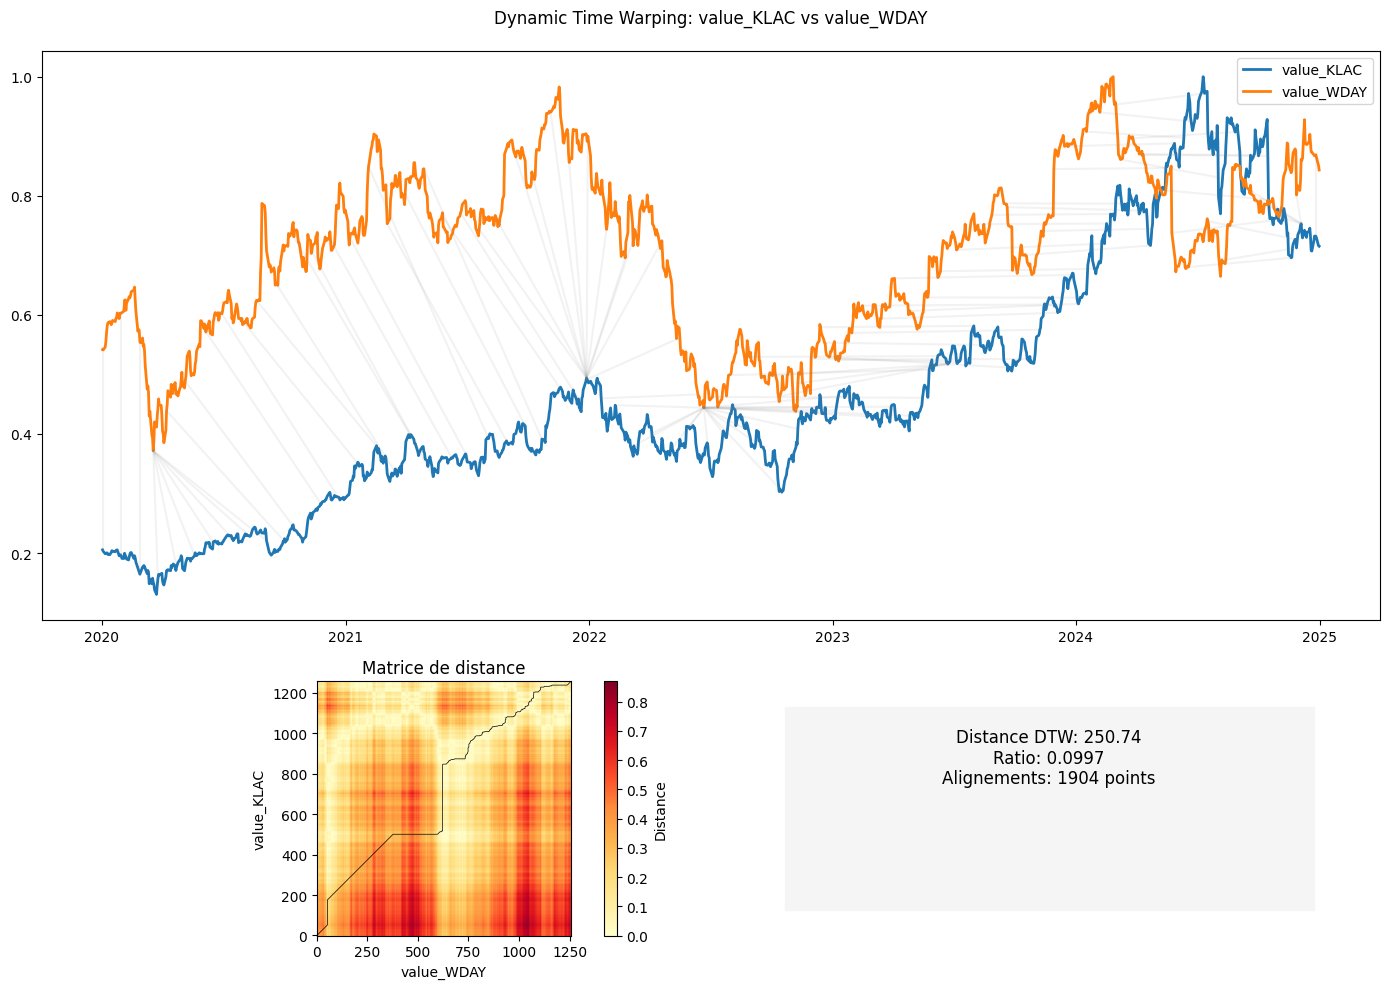 Dynamic Time Warping: value_KLAC vs value_WDAY
value_KLAC
value_WDAY
1.0
0.8
0.6
0.4
0.2
2020 2021 2022 2023 2024 2025
Matrice de distance
value_KLAC
1200
1000
800
600
400
200
0
0 250 500 750 1000 1250
value_WDAY
0.8
0.7
0.6
0.5
0.4
0.3
0.2
0.1
0.0
Distance
Distance DTW: 250.74
Ratio: 0.0997
Alignements: 1904 points